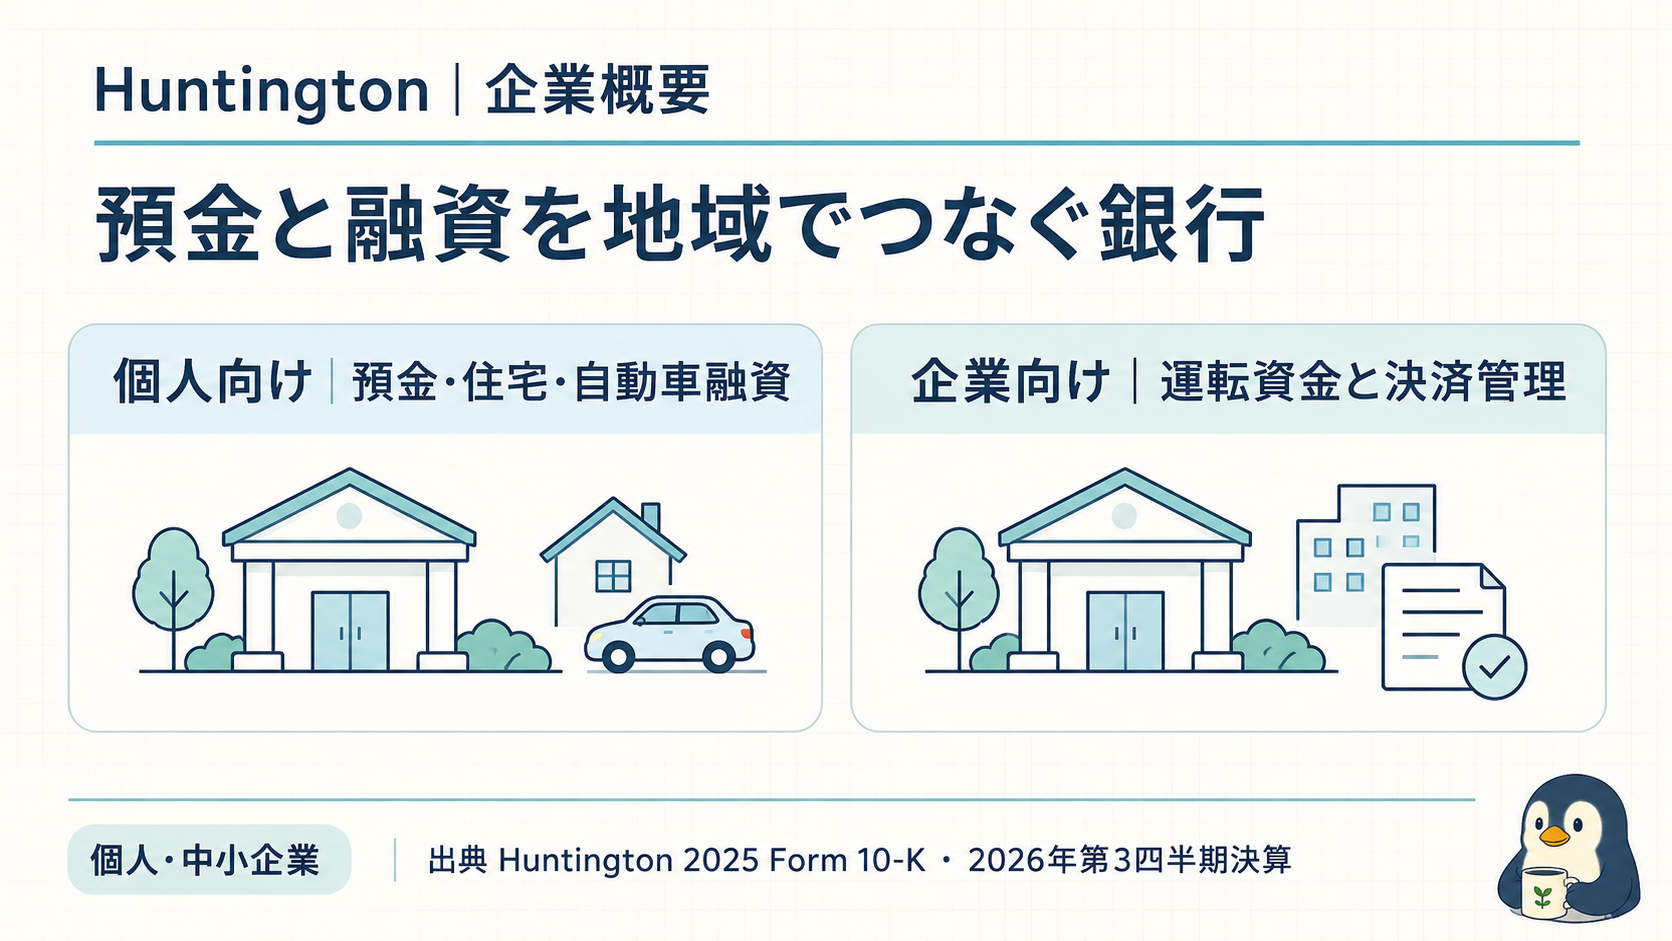 Huntington｜企業概要
預金と融資を地域でつなぐ銀行
個人向け｜預金・住宅・自動車融資
企業向け｜運転資金と決済管理
個人・中小企業
出典 Huntington 2025 Form 10-K ・ 2026年第3四半期決算